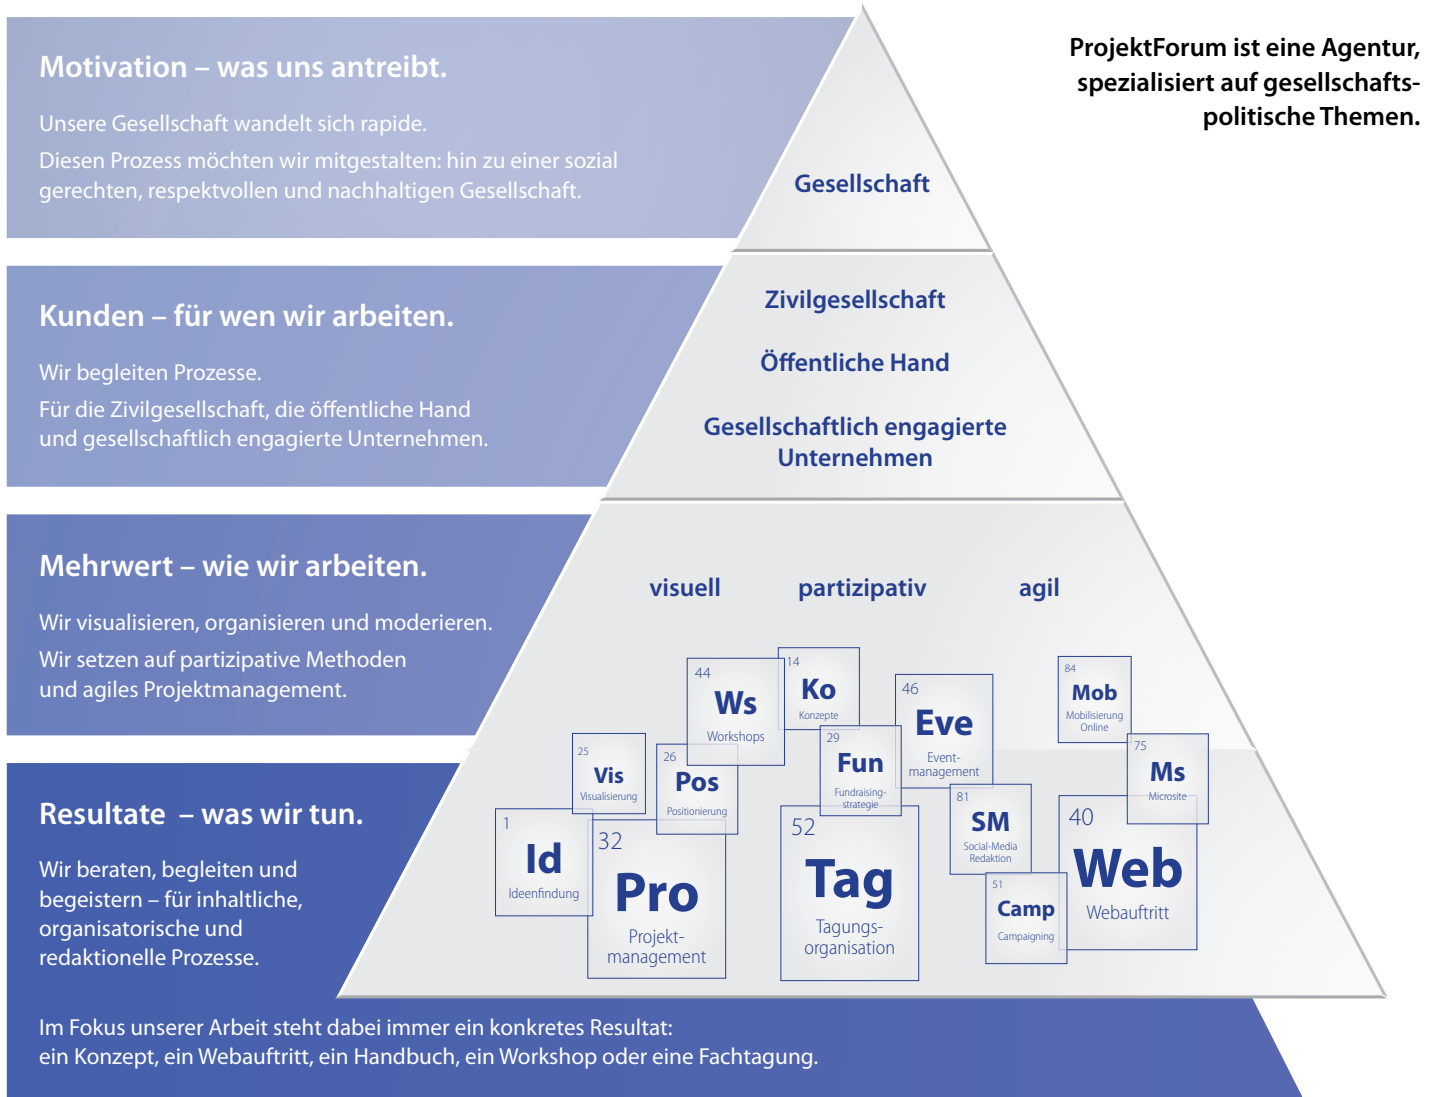 ProjektForum ist eine Agentur,
spezialisiert auf gesellschafts-
politische Themen.
Motivation – was uns antreibt.
Unsere Gesellschaft wandelt sich rapide.
Diesen Prozess möchten wir mitgestalten: hin zu einer sozial
gerechten, respektvollen und nachhaltigen Gesellschaft.
Gesellschaft
Kunden – für wen wir arbeiten.
Wir begleiten Prozesse.
Für die Zivilgesellschaft, die öffentliche Hand
und gesellschaftlich engagierte Unternehmen.
Zivilgesellschaft
Öffentliche Hand
Gesellschaftlich engagierte
Unternehmen
Mehrwert – wie wir arbeiten.
Wir visualisieren, organisieren und moderieren.
Wir setzen auf partizipative Methoden
und agiles Projektmanagement.
visuell
partizipativ
agil
44
Ws
Workshops
14
Ko
Konzepte
46
Eve
Event-
management
84
Mob
Mobilisierung
Online
25
Vis
Visualisierung
26
Pos
Positionierung
29
Fun
Fundraising-
strategie
75
Ms
Microsite
Resultate – was wir tun.
Wir beraten, begleiten und
begeistern – für inhaltliche,
organisatorische und
redaktionelle Prozesse.
1
Id
Ideenfindung
32
Pro
Projekt-
management
52
Tag
Tagungs-
organisation
81
SM
Social-Media
Redaktion
51
Camp
Campaigning
40
Web
Webauftritt
Im Fokus unserer Arbeit steht dabei immer ein konkretes Resultat:
ein Konzept, ein Webauftritt, ein Handbuch, ein Workshop oder eine Fachtagung.